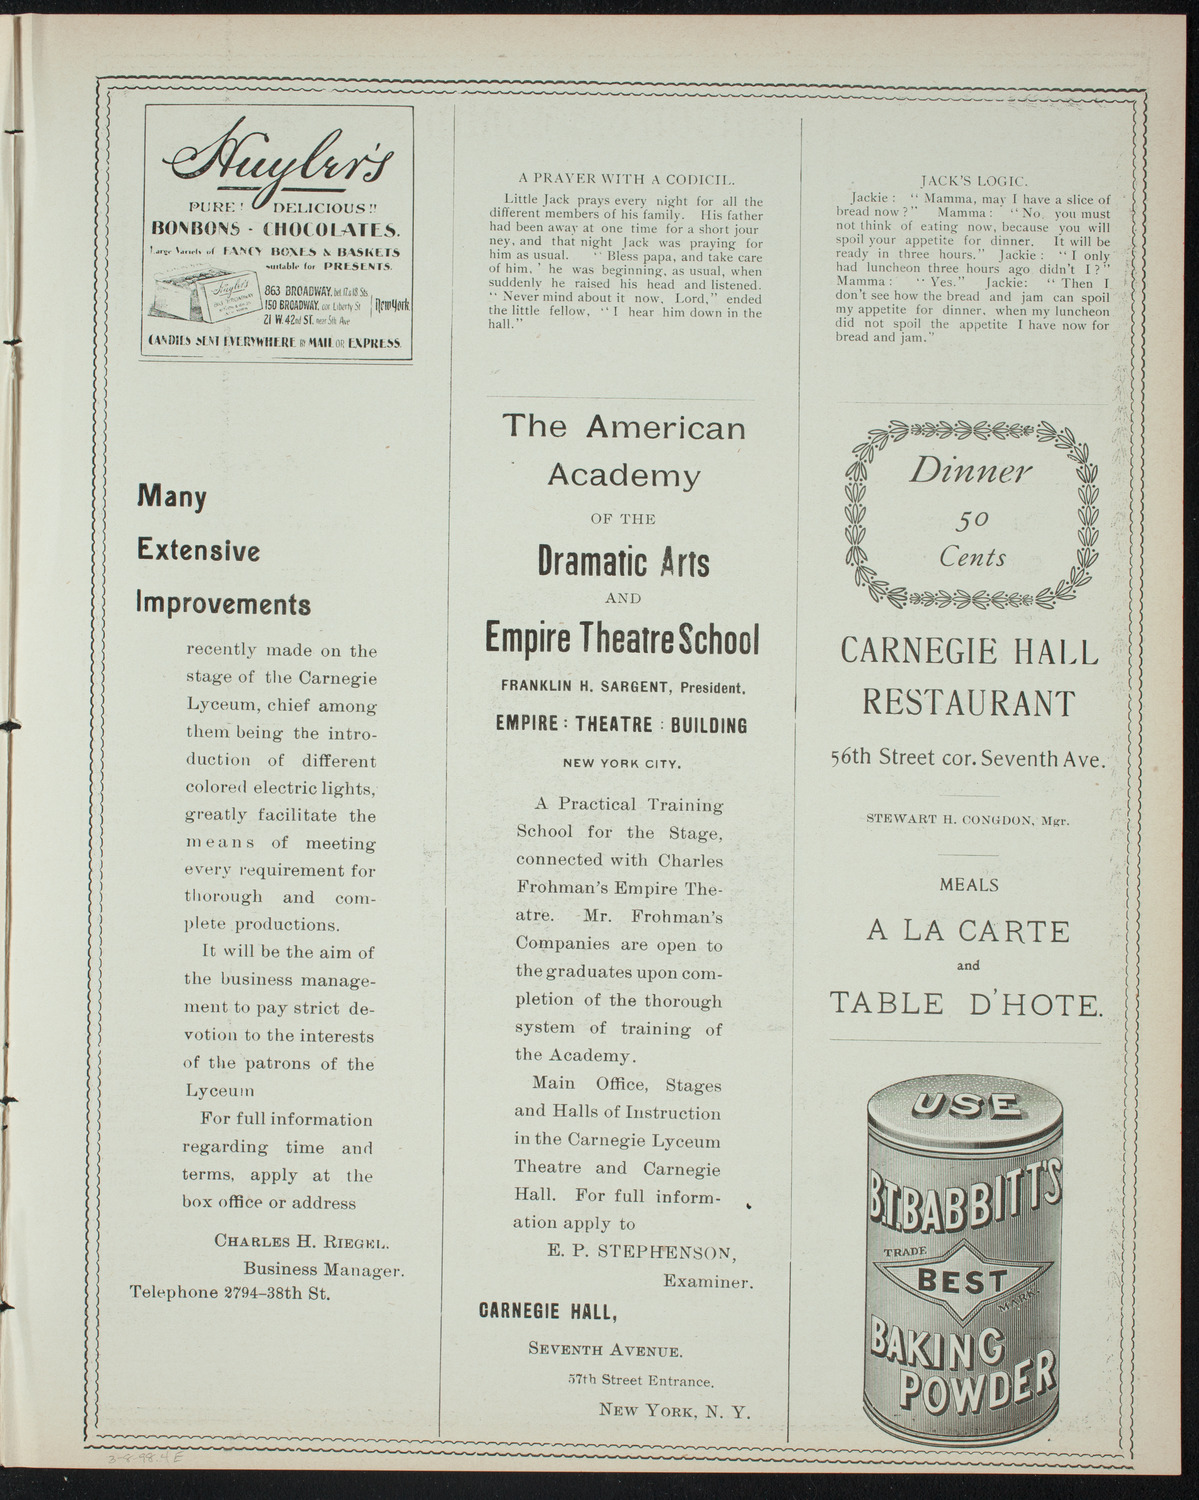 Huyler's
PURE! DELICIOUS!!
BONBONS - CHOCOLATES.
Large Variety of FANCY BOXES & BASKETS
suitable for PRESENTS.
863 BROADWAY, bet 17 & 18 Sts
150 BROADWAY, cor. Liberty St
21 W. 42nd ST. near 5th Ave
New York
CANDIES SENT EVERYWHERE BY MAIL OR EXPRESS.
Many
Extensive
Improvements
recently made on the
stage of the Carnegie
Lyceum, chief among
them being the intro-
duction of different
colored electric lights,
greatly facilitate the
means of meeting
every requirement for
thorough and com-
plete productions.
It will be the aim of
the business manage-
ment to pay strict de-
votion to the interests
of the patrons of the
Lyceum
For full information
regarding time and
terms, apply at the
box office or address
CHARLES H. RIEGEL.
Business Manager.
Telephone 2794–38th St.
A PRAYER WITH A CODICIL.
Little Jack prays every night for all the
different members of his family. His father
had been away at one time for a short jour
ney, and that night Jack was praying for
him as usual. “Bless papa, and take care
of him,’ he was beginning, as usual, when
suddenly he raised his head and listened.
“Never mind about it now, Lord,” ended
the little fellow, “I hear him down in the
hall.”
The American
Academy
OF THE
Dramatic Arts
AND
Empire Theatre School
FRANKLIN H. SARGENT, President.
EMPIRE : THEATRE : BUILDING
NEW YORK CITY.
A Practical Training
School for the Stage,
connected with Charles
Frohman's Empire The-
atre. Mr. Frohman's
Companies are open to
the graduates upon com-
pletion of the thorough
system of training of
the Academy.
Main Office, Stages
and Halls of Instruction
in the Carnegie Lyceum
Theatre and Carnegie
Hall. For full inform-
ation apply to
E. P. STEPHENSON,
Examiner.
CARNEGIE HALL,
SEVENTH AVENUE.
57th Street Entrance.
NEW YORK, N. Y.
JACK'S LOGIC.
Jackie: “Mamma, may I have a slice of
bread now?” Mamma: “No, you must
not think of eating now, because you will
spoil your appetite for dinner. It will be
ready in three hours.” Jackie: “I only
had luncheon three hours ago didn't I?”
Mamma: “Yes.” Jackie: “Then I
don't see how the bread and jam can spoil
my appetite for dinner, when my luncheon
did not spoil the appetite I have now for
bread and jam.”
Dinner
50
Cents
CARNEGIE HALL
RESTAURANT
56th Street cor. Seventh Ave.
STEWART H. CONGDON, Mgr.
MEALS
A LA CARTE
and
TABLE D'HOTE.
USE
B.T. BABBITT'S
TRADE
BEST
MARK.
BAKING
POWDER
3-8-98.4E